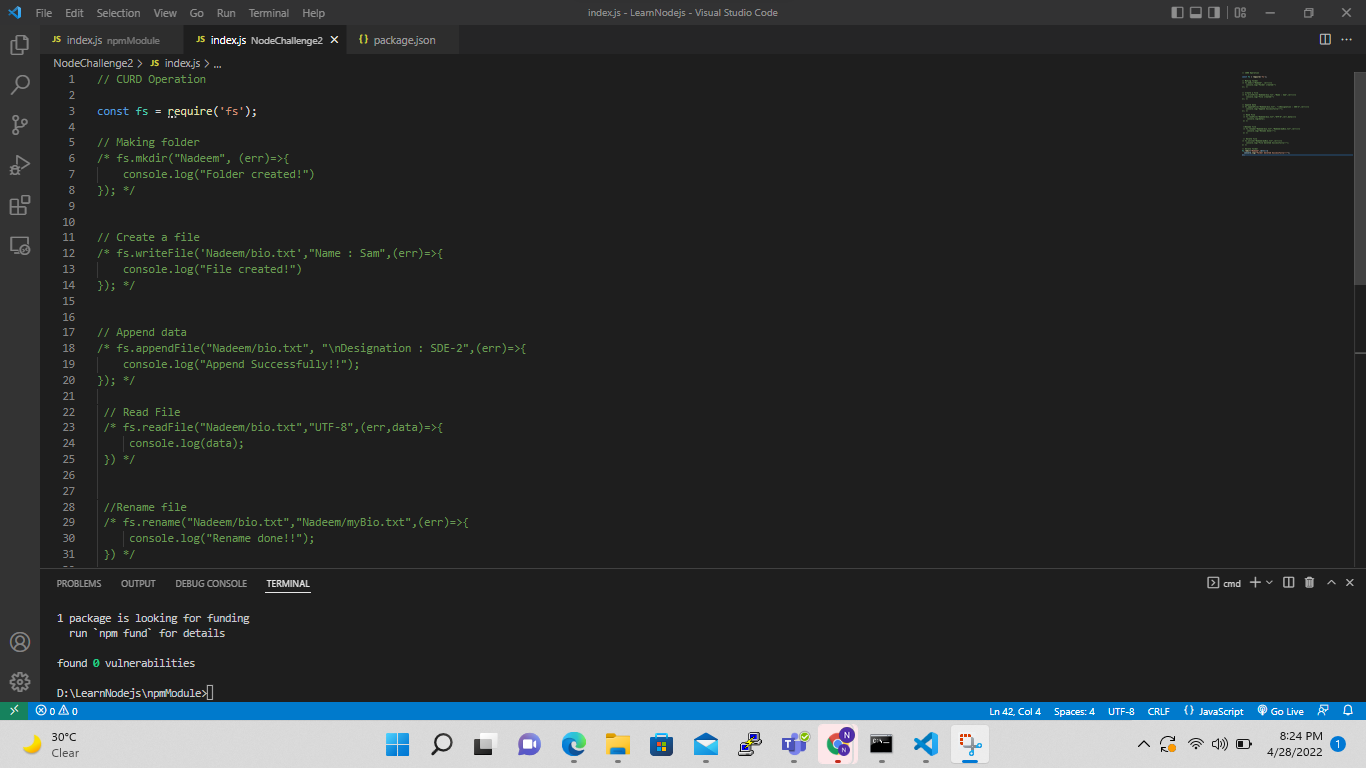 File Edit Selection View Go Run Terminal Help
index.js - LearnNodejs - Visual Studio Code
JS index.js npmModule
JS index.js NodeChallenge2
{} package.json
NodeChallenge2 > JS index.js > ...
1 // CURD Operation
2
3 const fs = require('fs');
4
5 // Making folder
6 /* fs.mkdir("Nadeem", (err)=>{
7 console.log("Folder created!")
8 }); */
9
10
11 // Create a file
12 /* fs.writeFile('Nadeem/bio.txt',"Name : Sam",(err)=>{
13 console.log("File created!")
14 }); */
15
16
17 // Append data
18 /* fs.appendFile("Nadeem/bio.txt", "\nDesignation : SDE-2",(err)=>{
19 console.log("Append Successfully!!");
20 }); */
21
22 // Read File
23 /* fs.readFile("Nadeem/bio.txt","UTF-8",(err,data)=>{
24 console.log(data);
25 }) */
26
27
28 //Rename file
29 /* fs.rename("Nadeem/bio.txt","Nadeem/myBio.txt",(err)=>{
30 console.log("Rename done!!");
31 }) */
PROBLEMS OUTPUT DEBUG CONSOLE TERMINAL
cmd
1 package is looking for funding
run `npm fund` for details
found 0 vulnerabilities
D:\LearnNodejs\npmModule>
0 0
Ln 42, Col 4 Spaces: 4 UTF-8 CRLF {} JavaScript Go Live
30°C
Clear
N
N
8:24 PM
4/28/2022
1